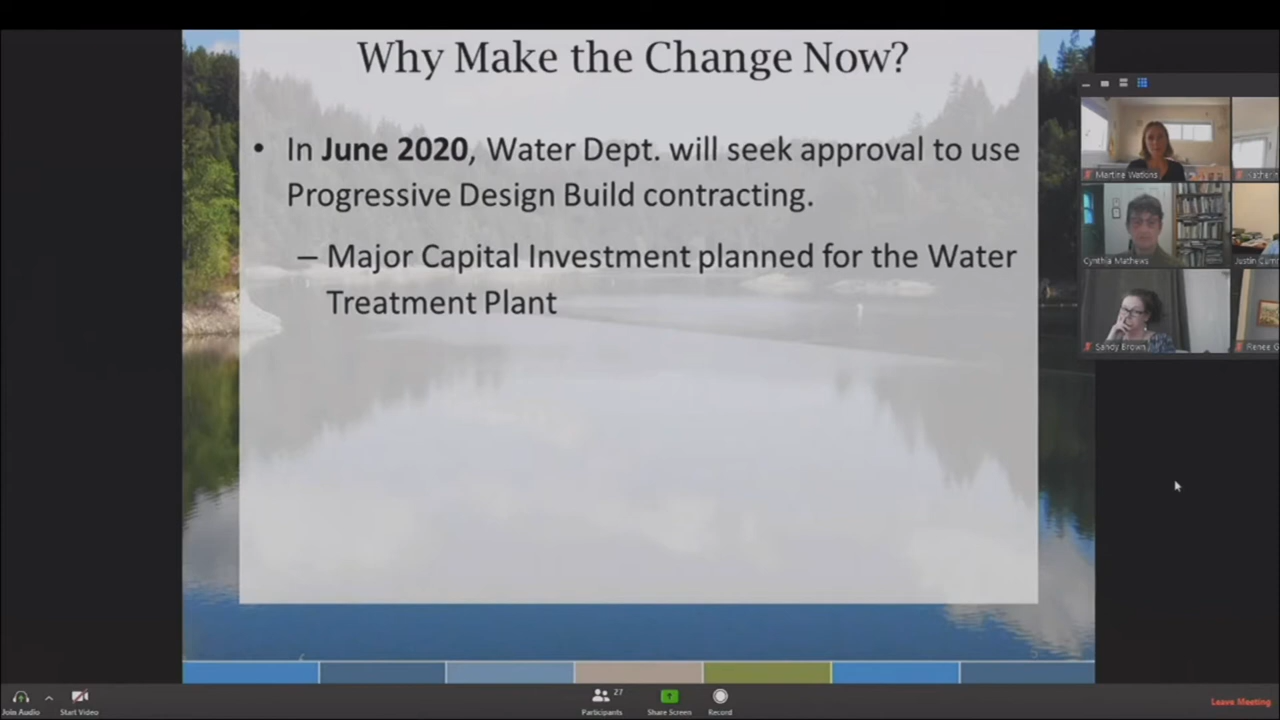 Why Make the Change Now?
• In June 2020, Water Dept. will seek approval to use
Progressive Design Build contracting.
– Major Capital Investment planned for the Water
Treatment Plant
Martine Watkins
Cynthia Mathews
Sandy Brown
Renee G
Join Audio
Start Video
27
Participants
Share Screen
Record
Leave Meeting